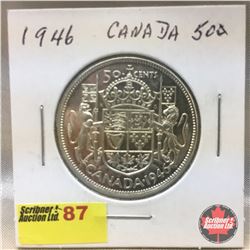 1946 CANADA 50¢
50 CENTS
CANADA 1946
Scribner Auction Ltd. 87